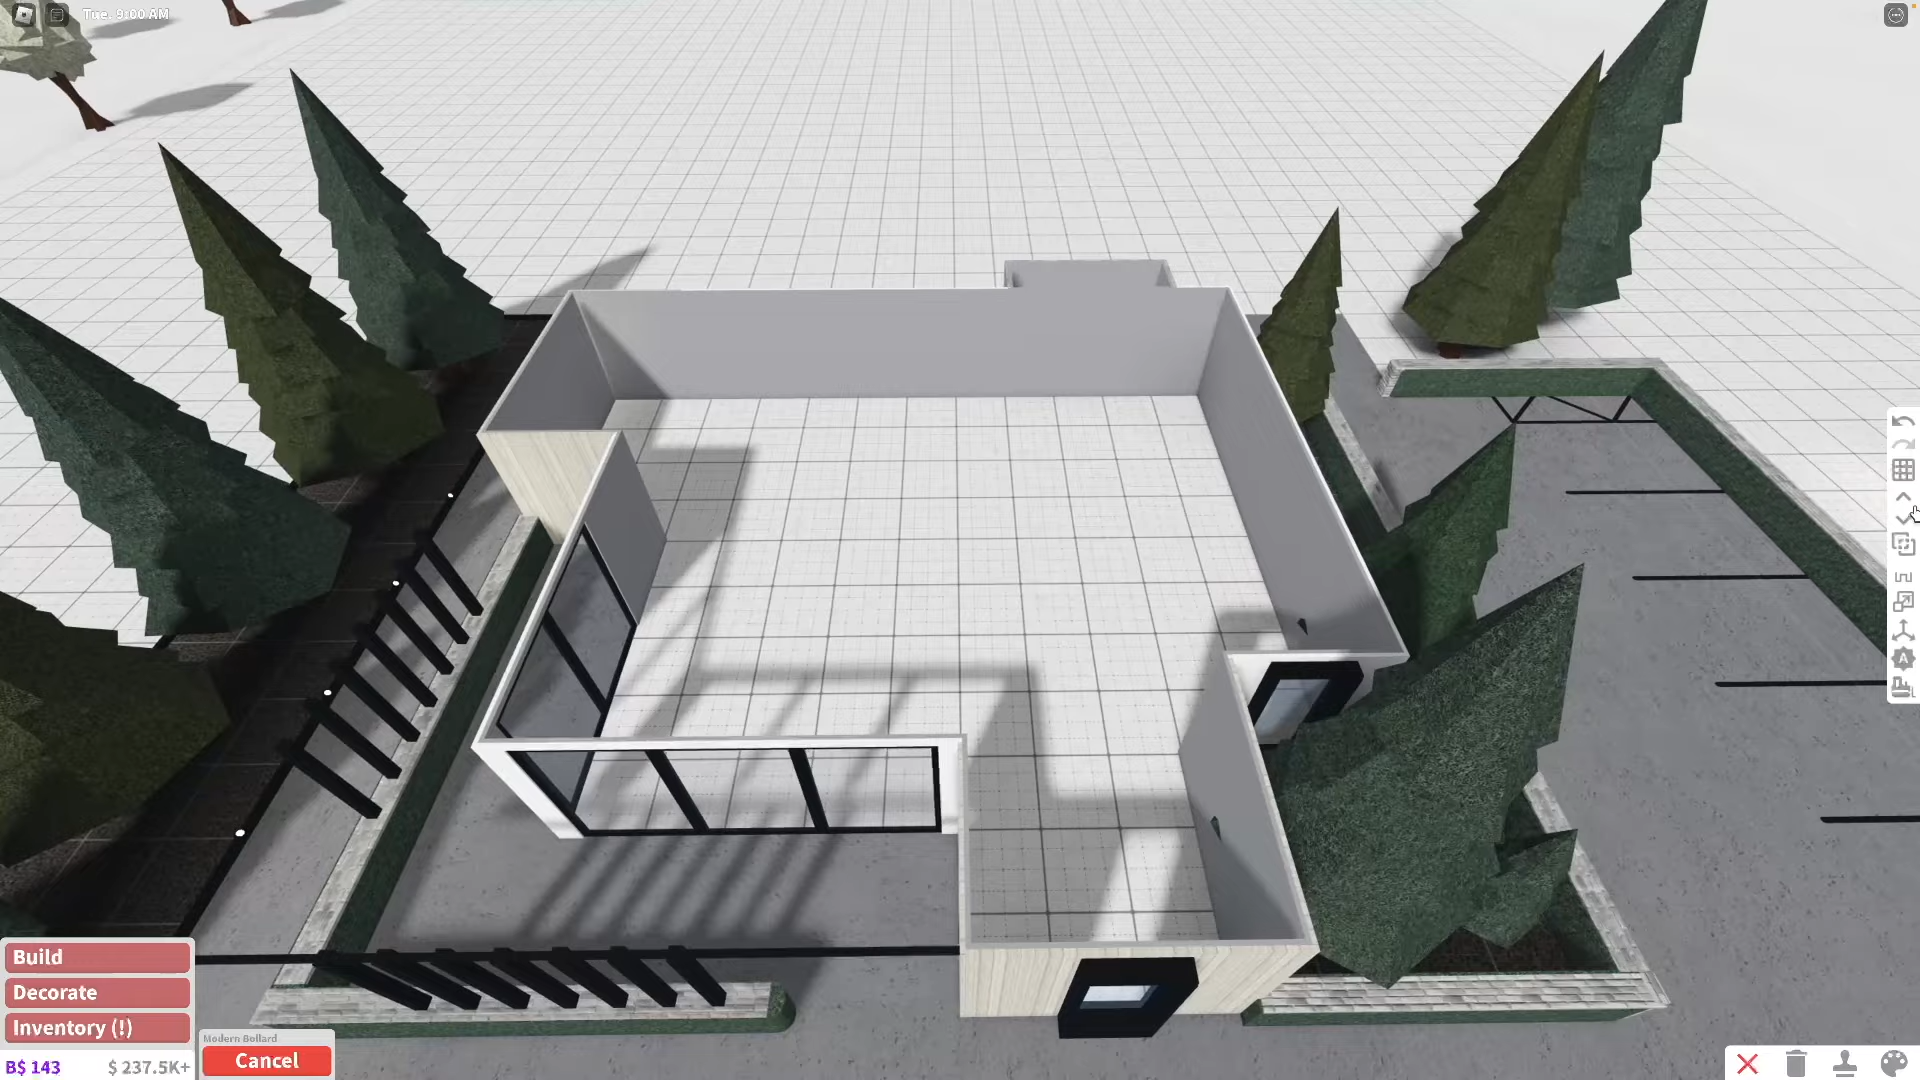 Tue. 9:00 AM
Build
Decorate
Inventory (!)
Modern Bollard
Cancel
B$ 143
$ 237.5K+